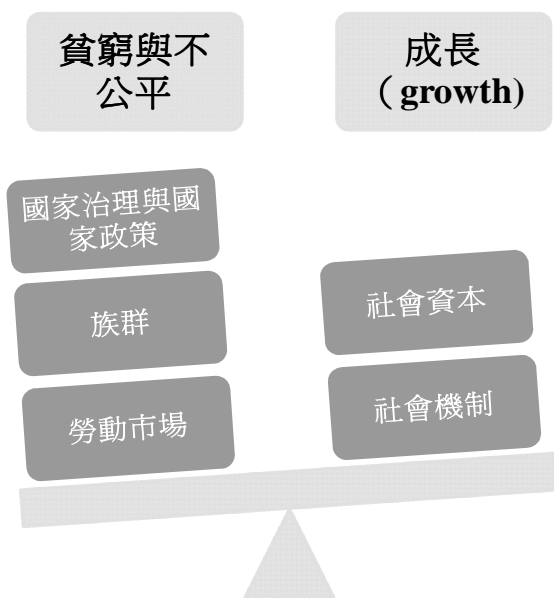 貧窮與不
公平
成長
（growth)
國家治理與國
家政策
族群
勞動市場
社會資本
社會機制